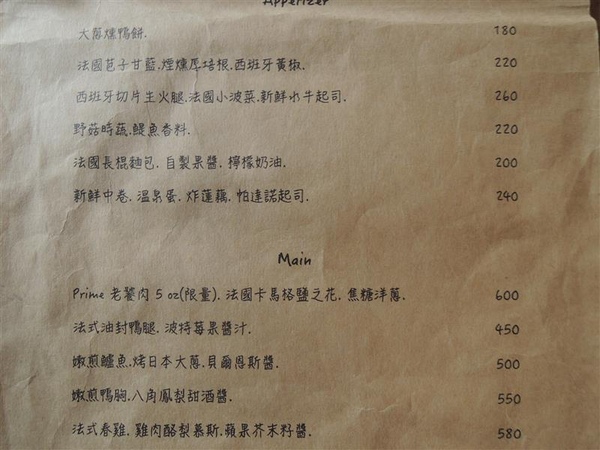 Appetizer
大蔥燻鴨餅. 180
法國苞子甘藍.煙燻厚培根.西班牙黃椒. 220
西班牙切片生火腿.法國小波菜.新鮮水牛起司. 260
野菇時蔬.鯷魚香料. 220
法國長棍麵包. 自製果醬. 檸檬奶油. 200
新鮮中卷. 溫泉蛋. 炸蓮藕. 帕達諾起司. 240
Main
Prime 老饕肉 5 oz(限量). 法國卡馬格鹽之花. 焦糖洋蔥. 600
法式油封鴨腿. 波特莓果醬汁. 450
嫩煎鱸魚.烤日本大蔥.貝爾恩斯醬. 500
嫩煎鴨胸.八角鳳梨甜酒醬. 550
法式春雞. 雞肉酪梨慕斯.蘋果芥末籽醬. 580